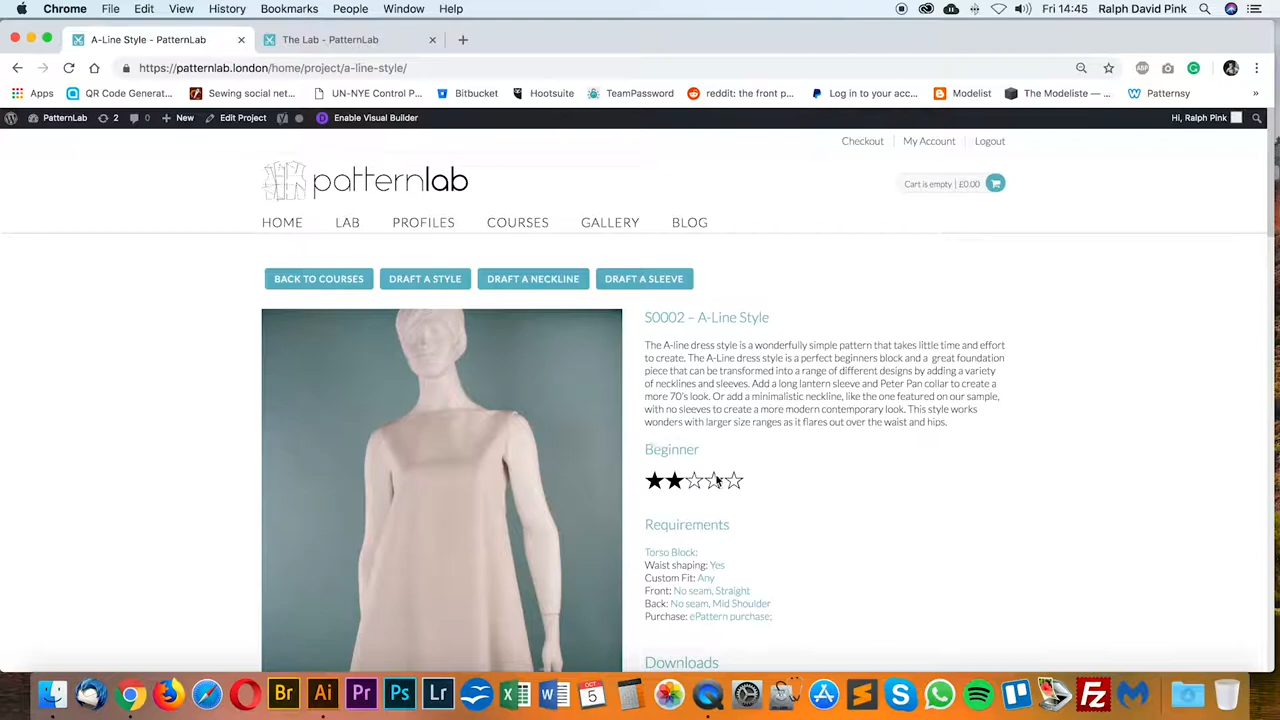 Chrome File Edit View History Bookmarks People Window Help Fri 14:45 Ralph David Pink
A-Line Style - PatternLab The Lab - PatternLab
https://patternlab.london/home/project/a-line-style/
Apps QR Code Generat... Sewing social net... UN-NYE Control P... Bitbucket Hootsuite TeamPassword reddit: the front p... Log in to your acc... Modelist The Modeliste — ... Patternsy »
PatternLab 2 0 New Edit Project Enable Visual Builder Hi, Ralph Pink
Checkout My Account Logout
patternlab
Cart is empty | £0.00
HOME LAB PROFILES COURSES GALLERY BLOG
BACK TO COURSES DRAFT A STYLE DRAFT A NECKLINE DRAFT A SLEEVE
S0002 – A-Line Style
The A-line dress style is a wonderfully simple pattern that takes little time and effort
to create. The A-Line dress style is a perfect beginners block and a great foundation
piece that can be transformed into a range of different designs by adding a variety
of necklines and sleeves. Add a long lantern sleeve and Peter Pan collar to create a
more 70's look. Or add a minimalistic neckline, like the one featured on our sample,
with no sleeves to create a more modern contemporary look. This style works
wonders with larger size ranges as it flares out over the waist and hips.
Beginner
Requirements
Torso Block:
Waist shaping: Yes
Custom Fit: Any
Front: No seam, Straight
Back: No seam, Mid Shoulder
Purchase: ePattern purchase;
Downloads
Br Ai Pr Ps Lr OCT 5 Fz